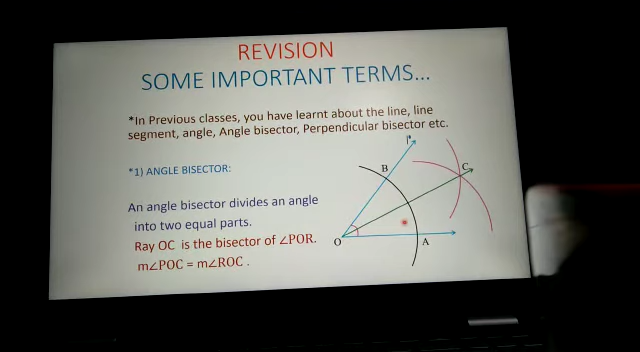 REVISION
SOME IMPORTANT TERMS...
*In Previous classes, you have learnt about the line, line
segment, angle, Angle bisector, Perpendicular bisector etc.
*1) ANGLE BISECTOR:
An angle bisector divides an angle
into two equal parts.
Ray OC is the bisector of ∠POR.
m∠POC = m∠ROC .
P
B
C
O
A